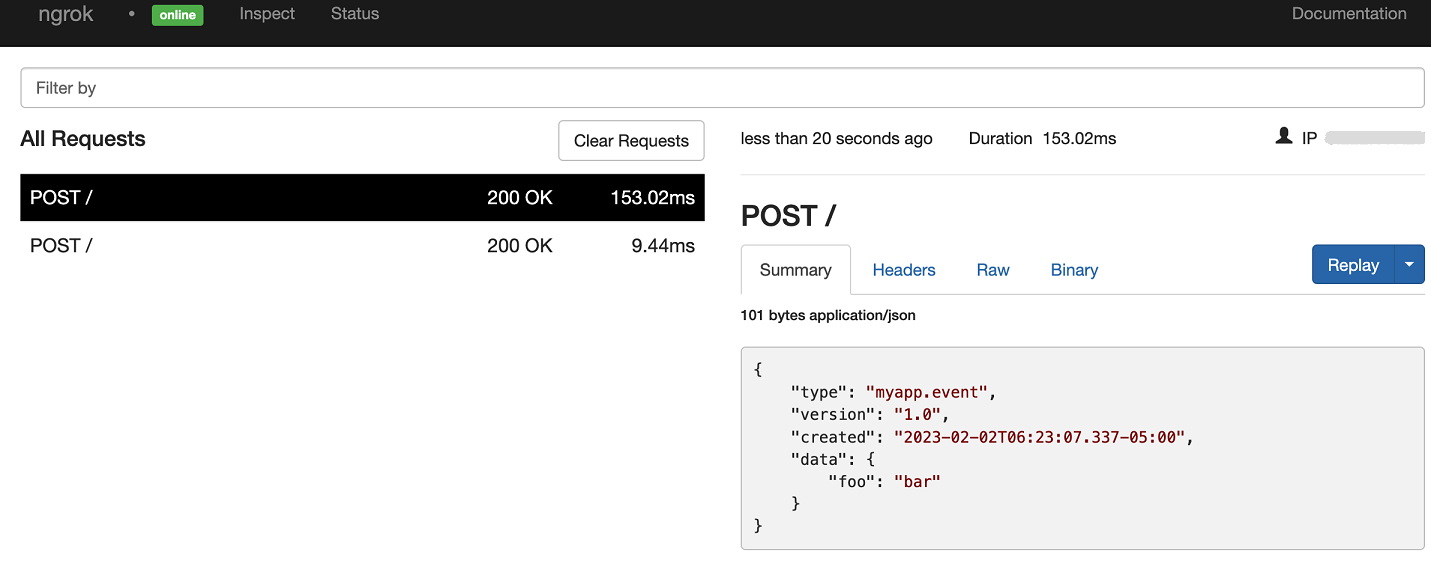 ngrok • online Inspect Status Documentation
Filter by
All Requests Clear Requests
POST / 200 OK 153.02ms
POST / 200 OK 9.44ms
less than 20 seconds ago Duration 153.02ms IP
POST /
Summary Headers Raw Binary Replay
101 bytes application/json
{
    "type": "myapp.event",
    "version": "1.0",
    "created": "2023-02-02T06:23:07.337-05:00",
    "data": {
        "foo": "bar"
    }
}